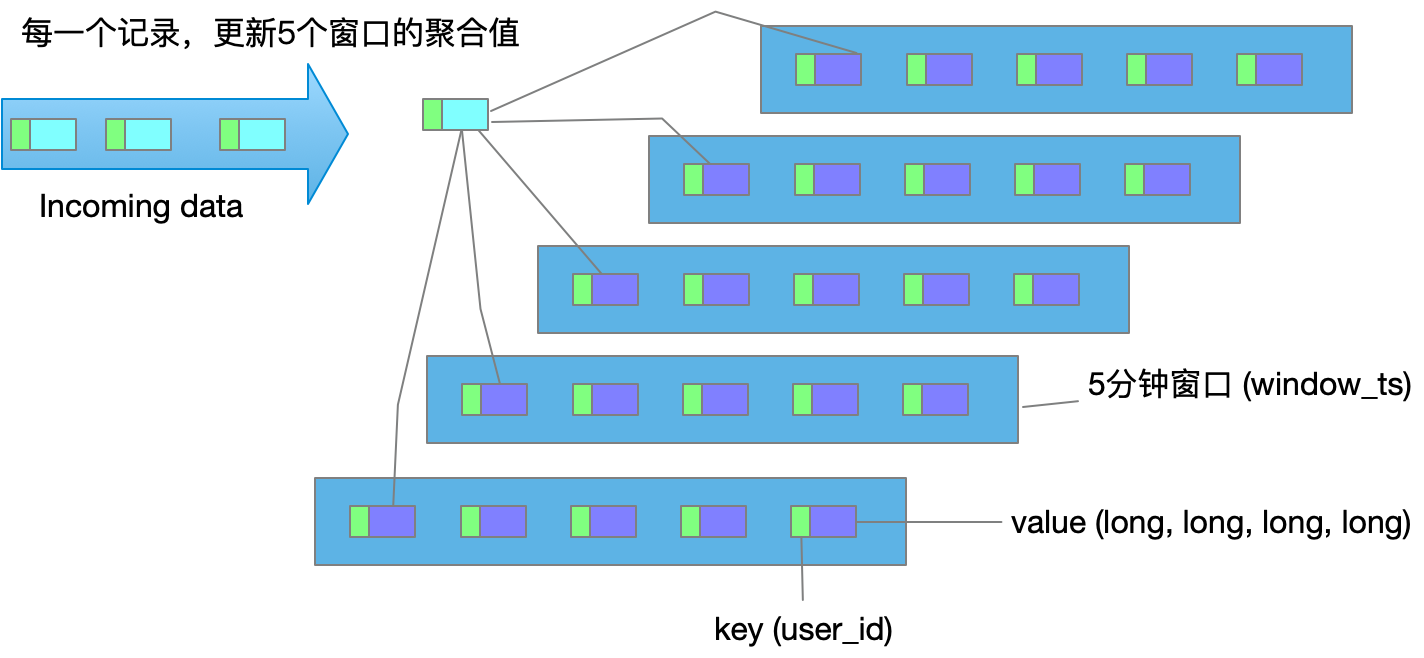 每一个记录，更新5个窗口的聚合值
Incoming data
5分钟窗口 (window_ts)
value (long, long, long, long)
key (user_id)